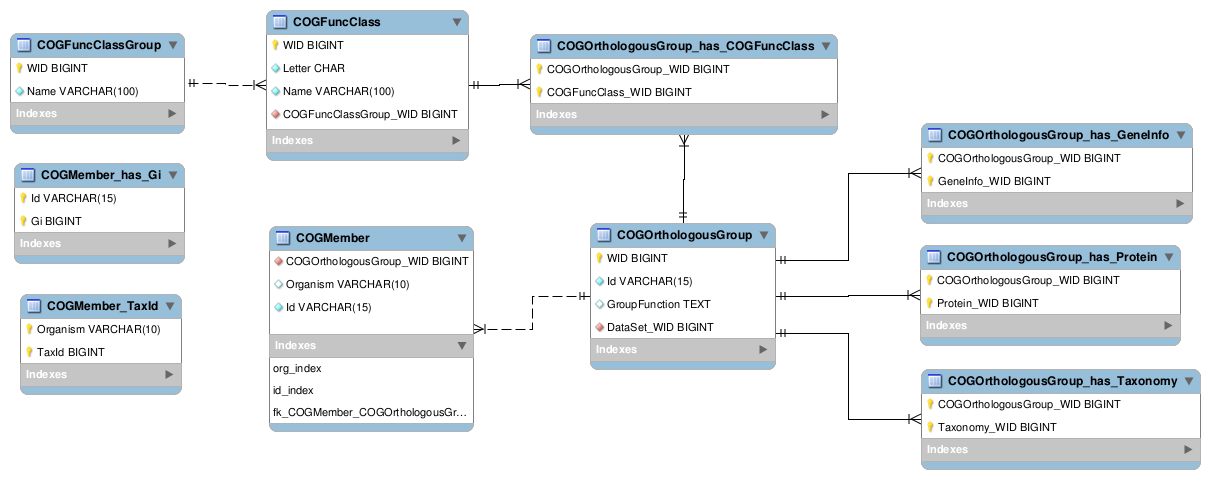 COGFuncClassGroup
WID BIGINT
Name VARCHAR(100)
Indexes
COGFuncClass
WID BIGINT
Letter CHAR
Name VARCHAR(100)
COGFuncClassGroup_WID BIGINT
Indexes
COGOrthologousGroup_has_COGFuncClass
COGOrthologousGroup_WID BIGINT
COGFuncClass_WID BIGINT
Indexes
COGOrthologousGroup_has_GeneInfo
COGOrthologousGroup_WID BIGINT
GeneInfo_WID BIGINT
Indexes
COGMember_has_Gi
Id VARCHAR(15)
Gi BIGINT
Indexes
COGMember
COGOrthologousGroup_WID BIGINT
Organism VARCHAR(10)
Id VARCHAR(15)
Indexes
org_index
id_index
fk_COGMember_COGOrthologousGr...
COGOrthologousGroup
WID BIGINT
Id VARCHAR(15)
GroupFunction TEXT
DataSet_WID BIGINT
Indexes
COGOrthologousGroup_has_Protein
COGOrthologousGroup_WID BIGINT
Protein_WID BIGINT
Indexes
COGMember_TaxId
Organism VARCHAR(10)
TaxId BIGINT
Indexes
COGOrthologousGroup_has_Taxonomy
COGOrthologousGroup_WID BIGINT
Taxonomy_WID BIGINT
Indexes